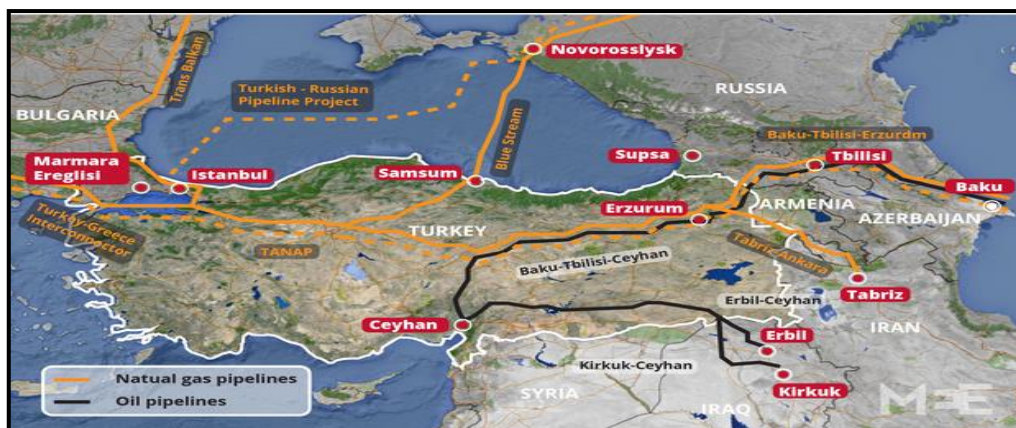 Novorosslysk
Trans Balkan
Turkish - Russian
Pipeline Project
RUSSIA
BULGARIA
Blue Stream
Baku-Tbilisi-Erzurdm
Supsa
Tbilisi
Marmara
Ereglisi
Istanbul
Samsum
Baku
Erzurum
ARMENIA
AZERBAIJAN
Turkey-Greece
Interconnector
TANAP
TURKEY
Baku-Tbilisi-Ceyhan
Tabriz-Ankara
Tabriz
Erbil-Ceyhan
Ceyhan
IRAN
Erbil
Kirkuk-Ceyhan
Kirkuk
Natual gas pipelines
Oil pipelines
SYRIA
IRAQ
MEE